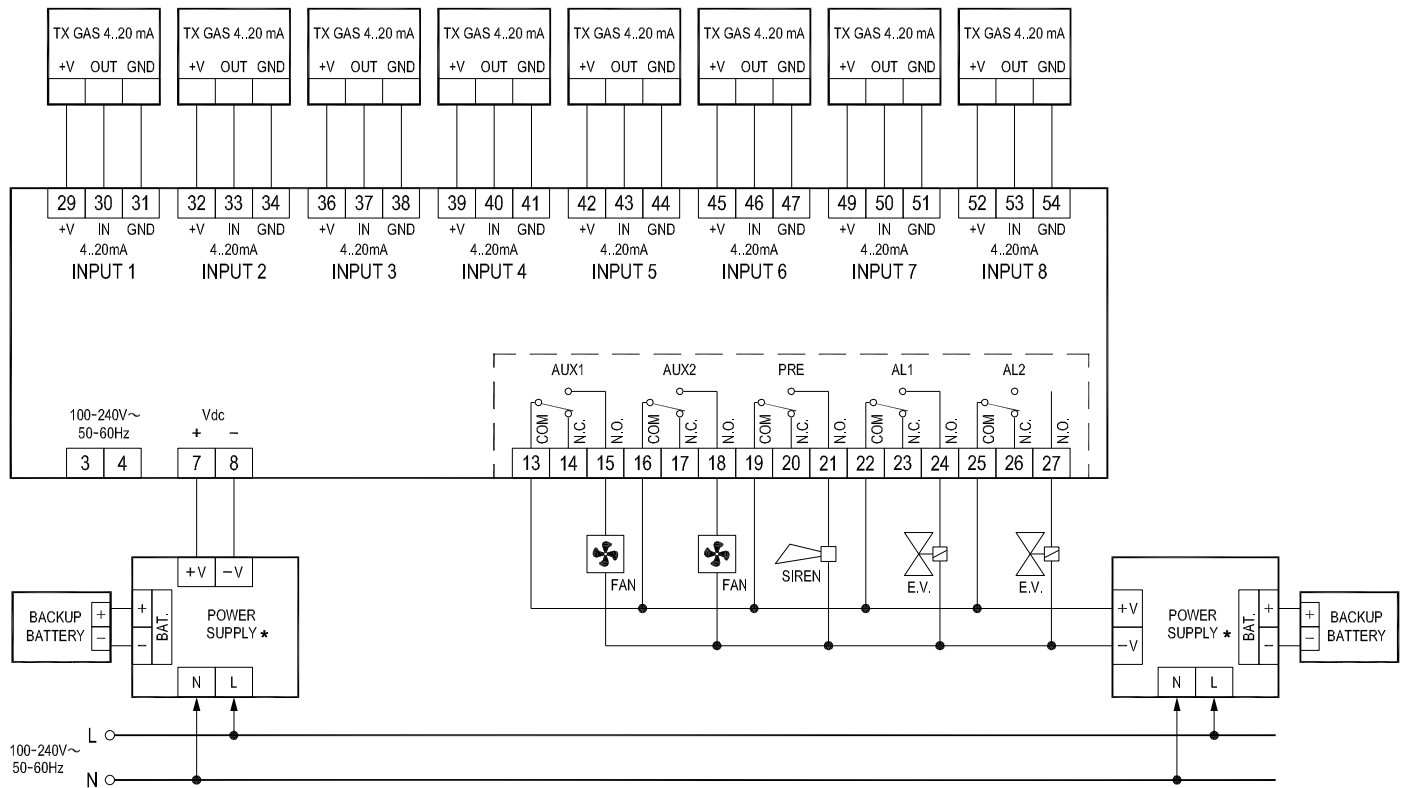 TX GAS 4..20 mA TX GAS 4..20 mA TX GAS 4..20 mA TX GAS 4..20 mA TX GAS 4..20 mA TX GAS 4..20 mA TX GAS 4..20 mA TX GAS 4..20 mA
+V OUT GND +V OUT GND +V OUT GND +V OUT GND +V OUT GND +V OUT GND +V OUT GND +V OUT GND
29 30 31 32 33 34 36 37 38 39 40 41 42 43 44 45 46 47 49 50 51 52 53 54
+V IN GND +V IN GND +V IN GND +V IN GND +V IN GND +V IN GND +V IN GND +V IN GND
4..20mA 4..20mA 4..20mA 4..20mA 4..20mA 4..20mA 4..20mA 4..20mA
INPUT 1 INPUT 2 INPUT 3 INPUT 4 INPUT 5 INPUT 6 INPUT 7 INPUT 8
AUX1 AUX2 PRE AL1 AL2
COM N.C. N.O. COM N.C. N.O. COM N.C. N.O. COM N.C. N.O. COM N.C. N.O.
100-240V~ Vdc
50-60Hz + −
3 4 7 8 13 14 15 16 17 18 19 20 21 22 23 24 25 26 27
FAN FAN SIREN E.V. E.V.
+V −V
BACKUP
BATTERY
+
−
+
−
BAT.
POWER
SUPPLY *
N L
+V
−V
POWER
SUPPLY *
BAT.
+
−
+
−
BACKUP
BATTERY
N L
L
100-240V~
50-60Hz
N